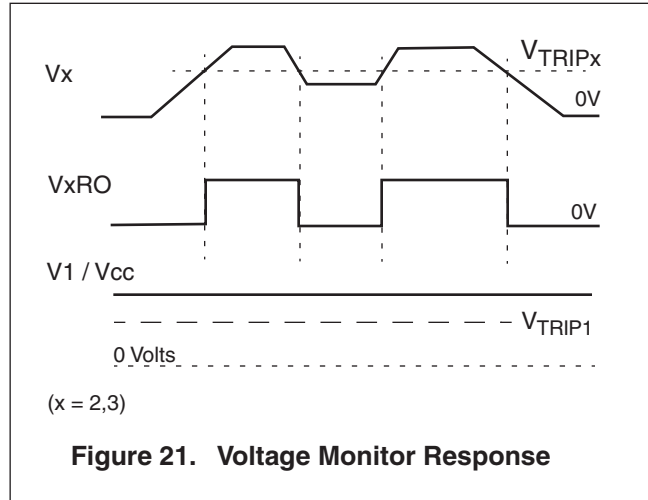 Vx
VTRIPx
0V
VxRO
0V
V1 / Vcc
VTRIP1
0 Volts
(x = 2,3)
Figure 21. Voltage Monitor Response